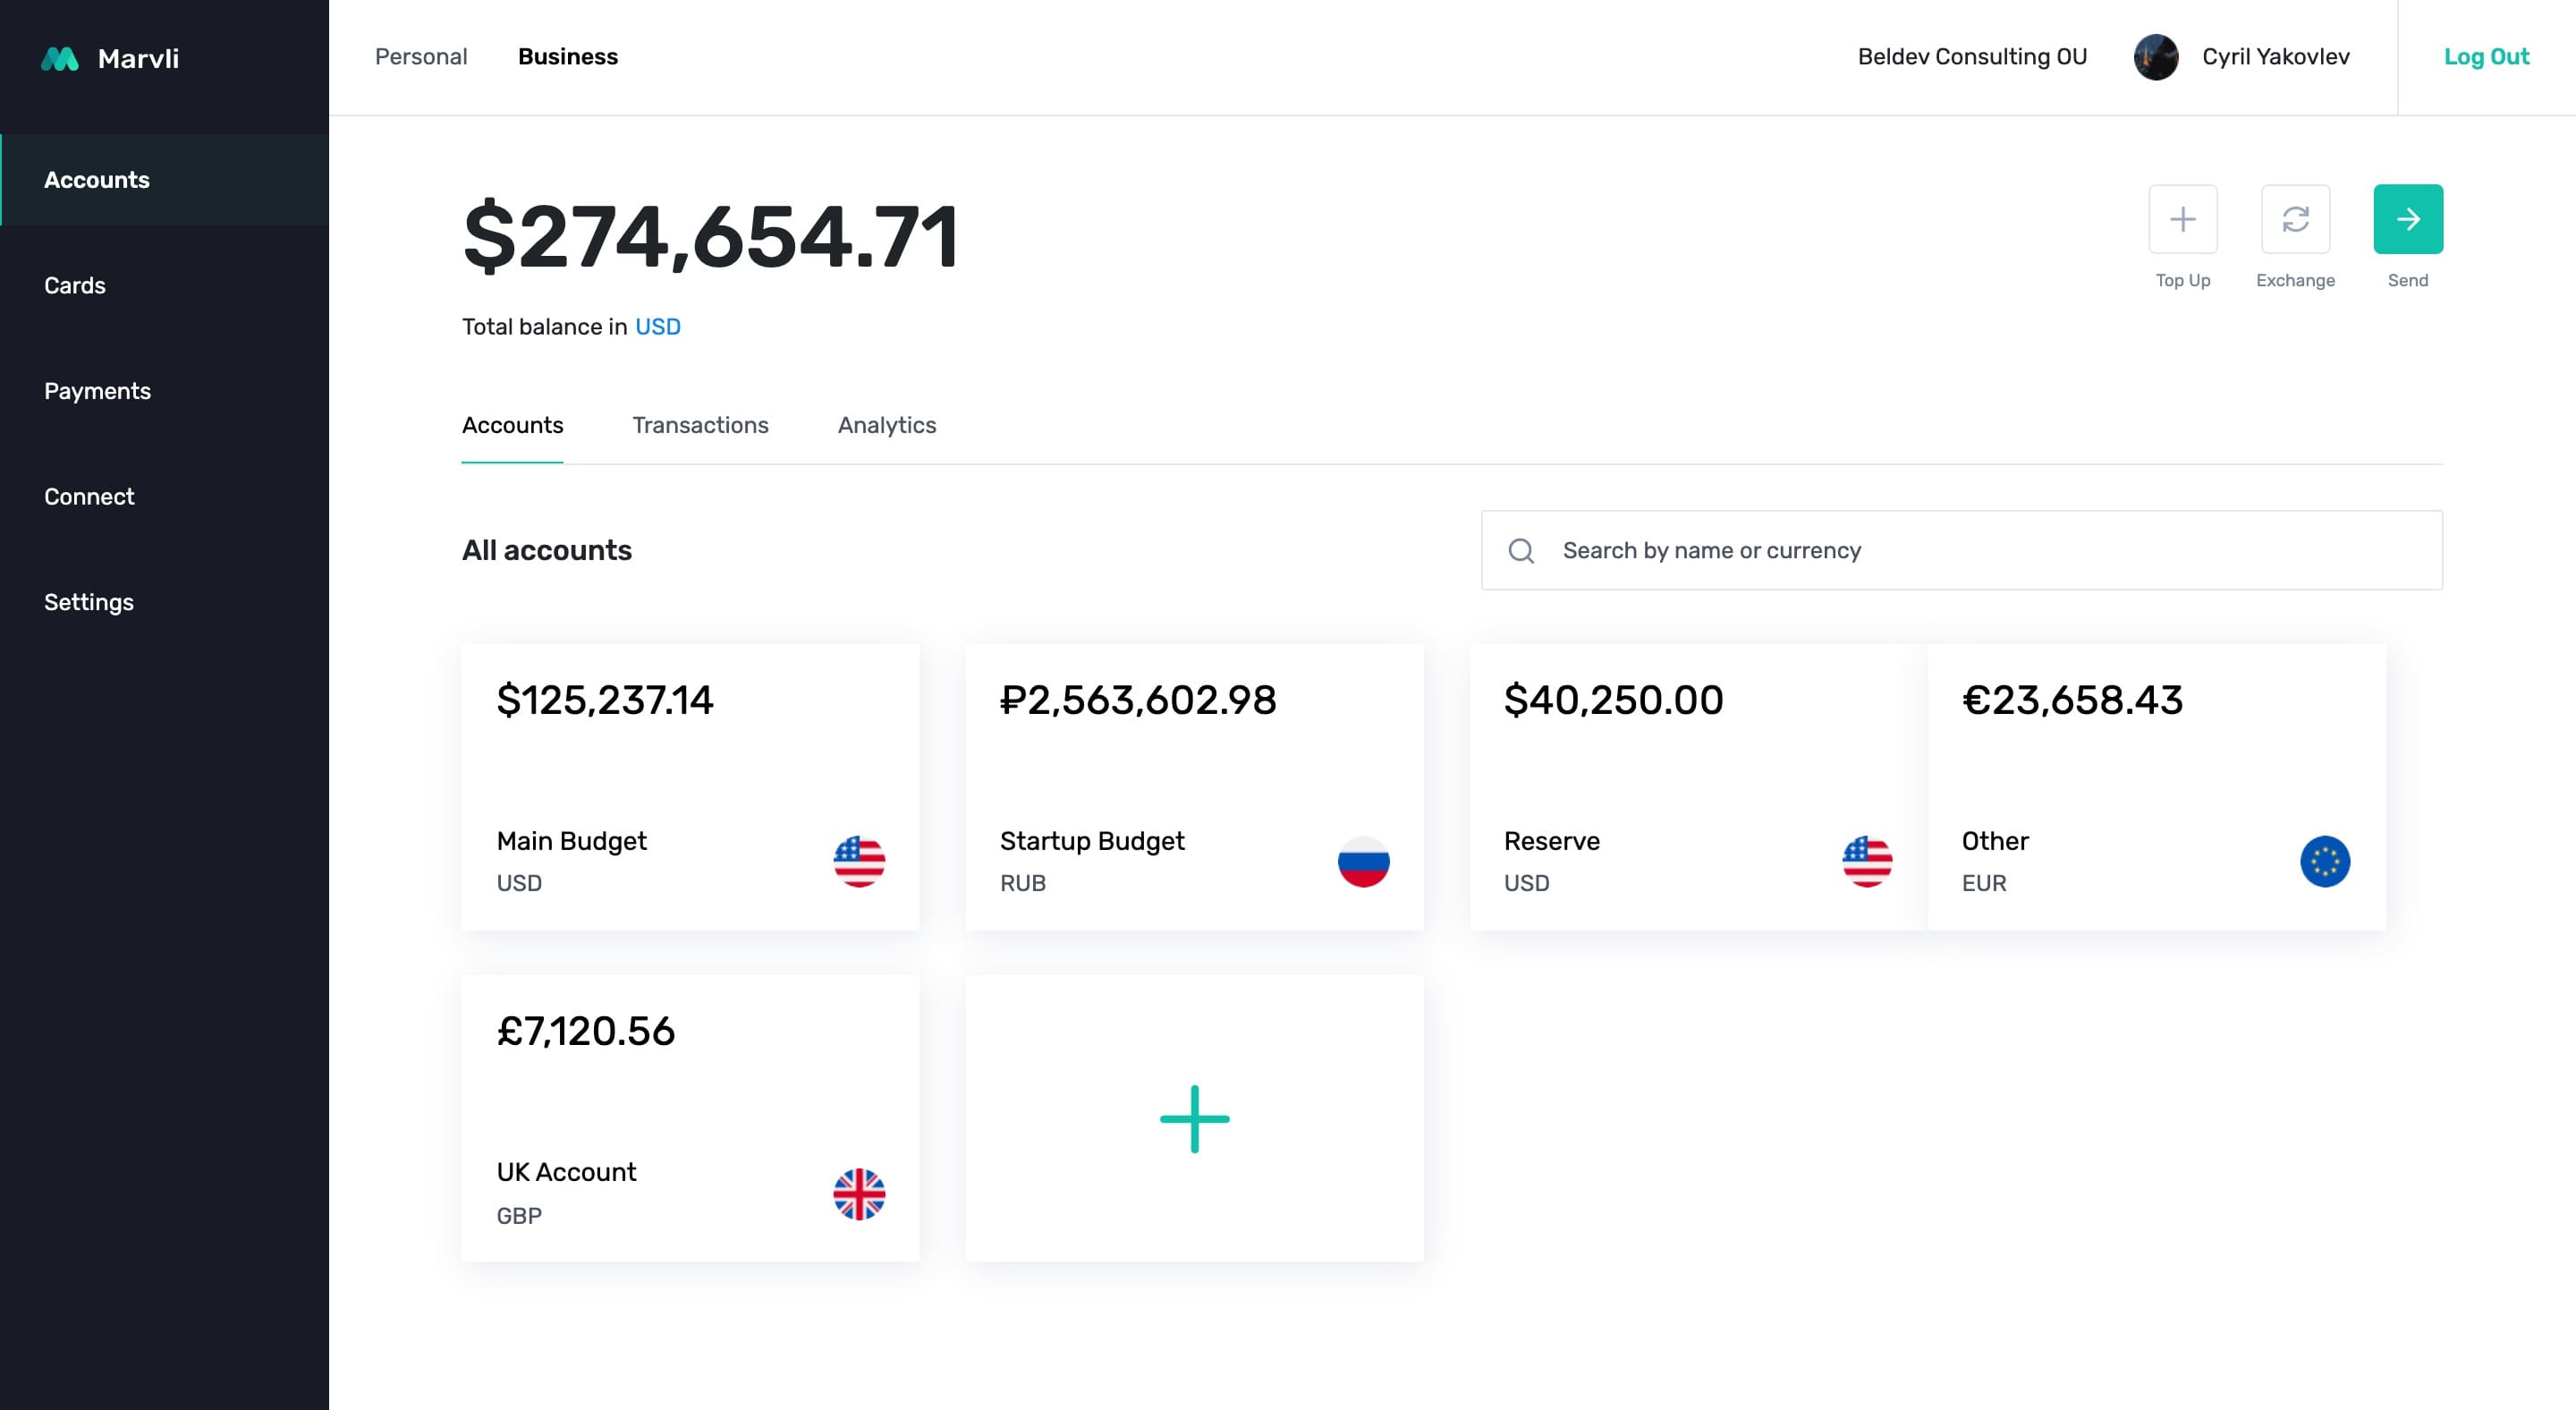 Marvli
Accounts
Cards
Payments
Connect
Settings
Personal Business Beldev Consulting OU Cyril Yakovlev Log Out
$274,654.71
Total balance in USD
Top Up Exchange Send
Accounts Transactions Analytics
All accounts
Search by name or currency
$125,237.14
Main Budget
USD
₽2,563,602.98
Startup Budget
RUB
$40,250.00
Reserve
USD
€23,658.43
Other
EUR
£7,120.56
UK Account
GBP